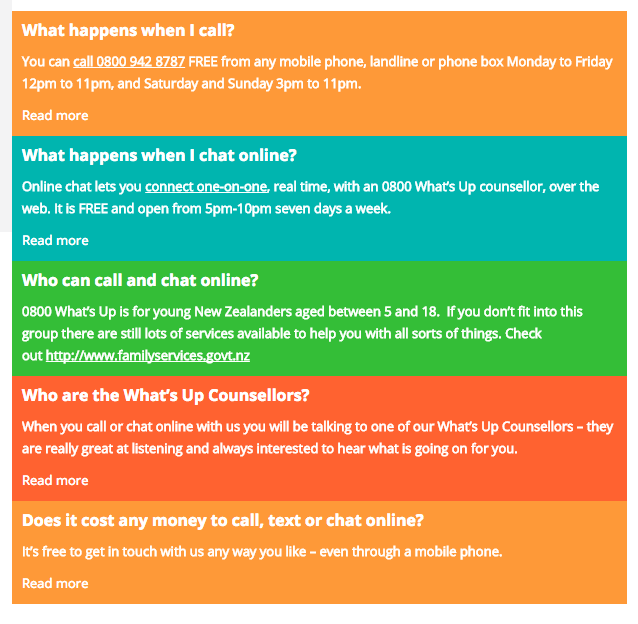 What happens when I call?
You can call 0800 942 8787 FREE from any mobile phone, landline or phone box Monday to Friday
12pm to 11pm, and Saturday and Sunday 3pm to 11pm.
Read more
What happens when I chat online?
Online chat lets you connect one-on-one, real time, with an 0800 What's Up counsellor, over the
web. It is FREE and open from 5pm-10pm seven days a week.
Read more
Who can call and chat online?
0800 What's Up is for young New Zealanders aged between 5 and 18.  If you don't fit into this
group there are still lots of services available to help you with all sorts of things. Check
out http://www.familyservices.govt.nz
Who are the What's Up Counsellors?
When you call or chat online with us you will be talking to one of our What's Up Counsellors – they
are really great at listening and always interested to hear what is going on for you.
Read more
Does it cost any money to call, text or chat online?
It's free to get in touch with us any way you like – even through a mobile phone.
Read more